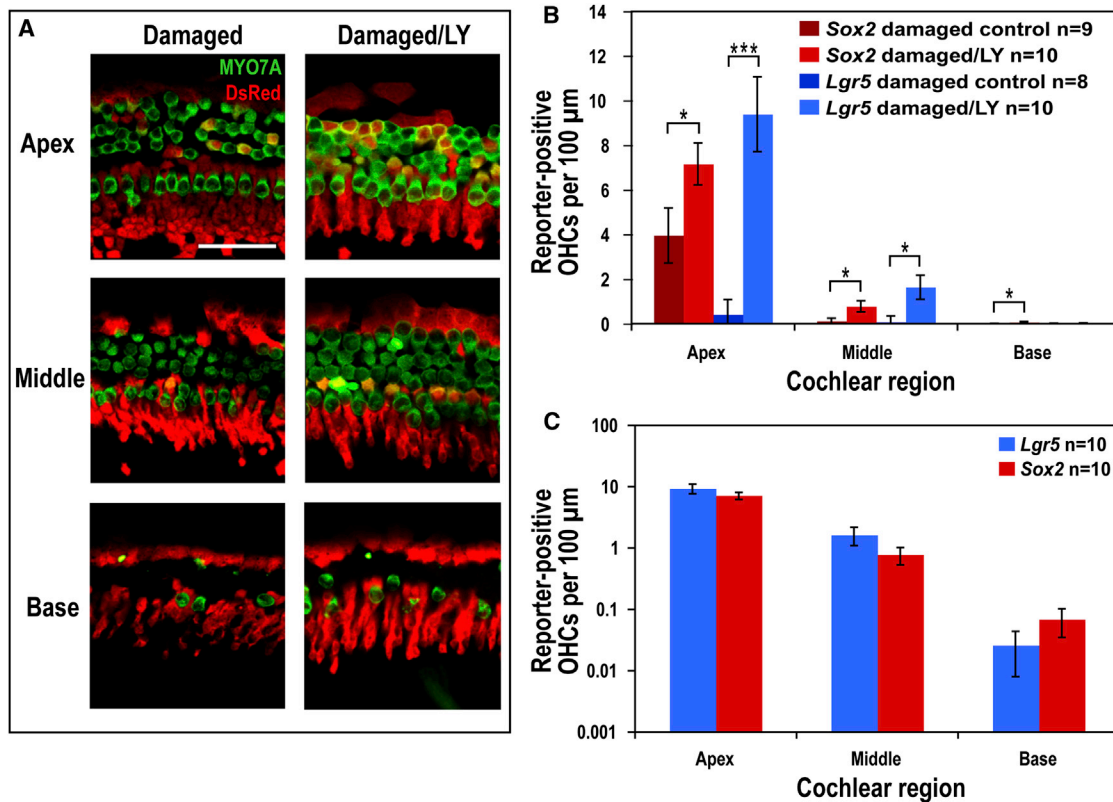 A
Damaged
Damaged/LY
MYO7A
DsRed
Apex
Middle
Base
B
Reporter-positive
OHCs per 100 µm
14
12
10
8
6
4
2
0
Sox2 damaged control n=9
Sox2 damaged/LY n=10
Lgr5 damaged control n=8
Lgr5 damaged/LY n=10
*
***
*
*
*
Apex
Middle
Base
Cochlear region
C
Reporter-positive
OHCs per 100 µm
100
10
1
0.1
0.01
0.001
Lgr5 n=10
Sox2 n=10
Apex
Middle
Base
Cochlear region